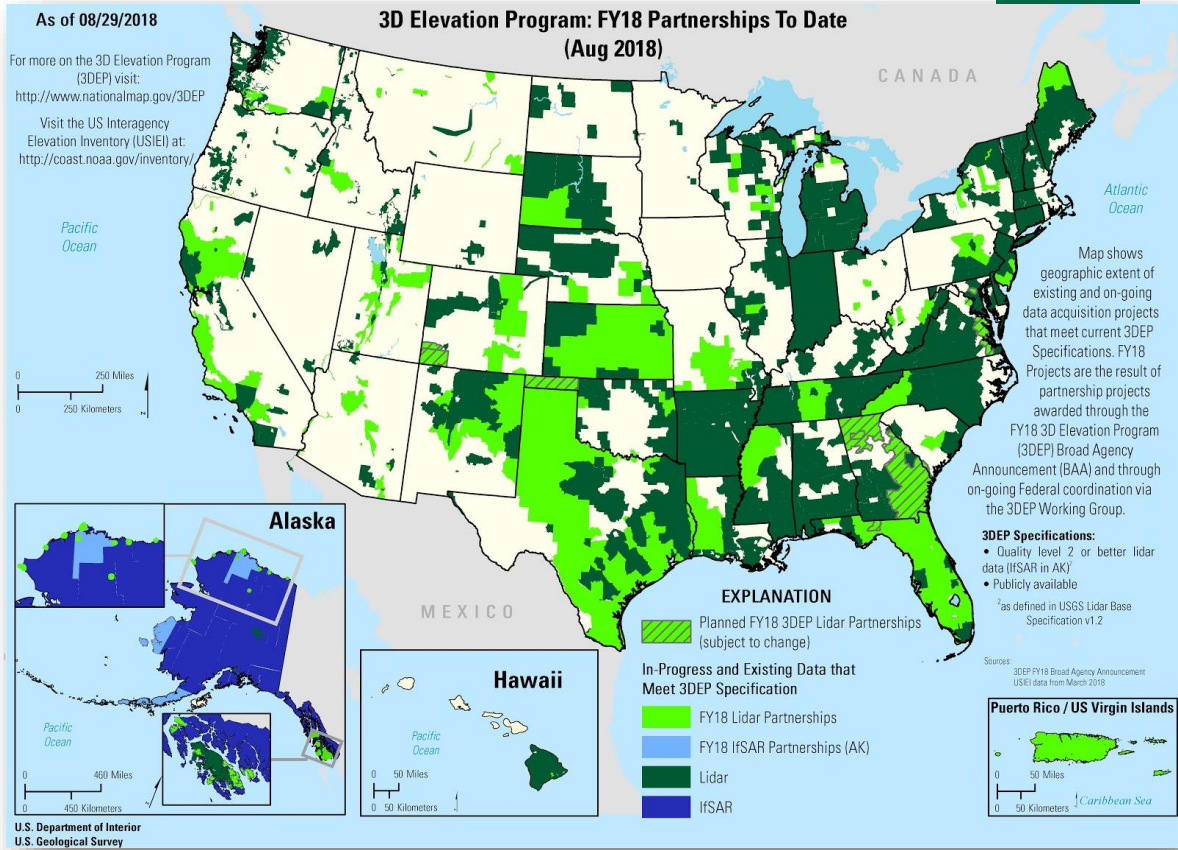 As of 08/29/2018
3D Elevation Program: FY18 Partnerships To Date
(Aug 2018)
For more on the 3D Elevation Program
(3DEP) visit:
http://www.nationalmap.gov/3DEP
Visit the US Interagency
Elevation Inventory (USIEI) at:
http://coast.noaa.gov/inventory/
CANADA
Pacific
Ocean
Atlantic
Ocean
Map shows
geographic extent of
existing and on-going
data acquisition projects
that meet current 3DEP
Specifications. FY18
Projects are the result of
partnership projects
awarded through the
FY18 3D Elevation Program
(3DEP) Broad Agency
Announcement (BAA) and through
on-going Federal coordination via
the 3DEP Working Group.
0 250 Miles
0 250 Kilometers
3DEP Specifications:
• Quality level 2 or better lidar
data (IfSAR in AK)2
• Publicly available
2as defined in USGS Lidar Base
Specification v1.2
Sources:
3DEP FY18 Broad Agency Announcement
USIEI data from March 2018
MEXICO
EXPLANATION
Planned FY18 3DEP Lidar Partnerships
(subject to change)
In-Progress and Existing Data that
Meet 3DEP Specification
FY18 Lidar Partnerships
FY18 IfSAR Partnerships (AK)
Lidar
IfSAR
Alaska
Pacific
Ocean
0 460 Miles
0 450 Kilometers
Hawaii
Pacific
Ocean
0 50 Miles
0 50 Kilometers
Puerto Rico / US Virgin Islands
0 50 Miles
0 50 Kilometers
Caribbean Sea
U.S. Department of Interior
U.S. Geological Survey